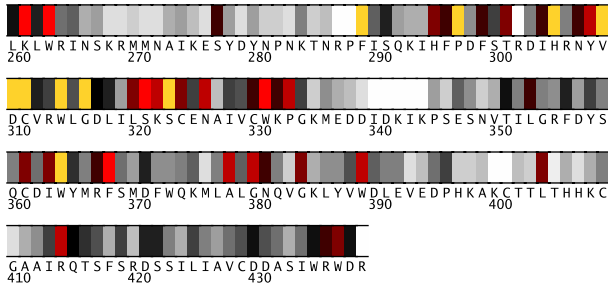 LKLWRINSKRMMNAIKESYDYNPNKTNRPFISQKIHFPDFSTRDIHRNYV
260 270 280 290 300
DCVRWLGDLILSKSCENAIVCWKPGKMEDDIDKIKPSESNVTILGRFDYS
310 320 330 340 350
QCDIWYMRFSMDFWQKMLALGNQVGKLYVWDLEVEDPHKAKCTTLTHHKC
360 370 380 390 400
GAAIRQTSFSRDSSILIAVCDDASIWRWDR
410 420 430